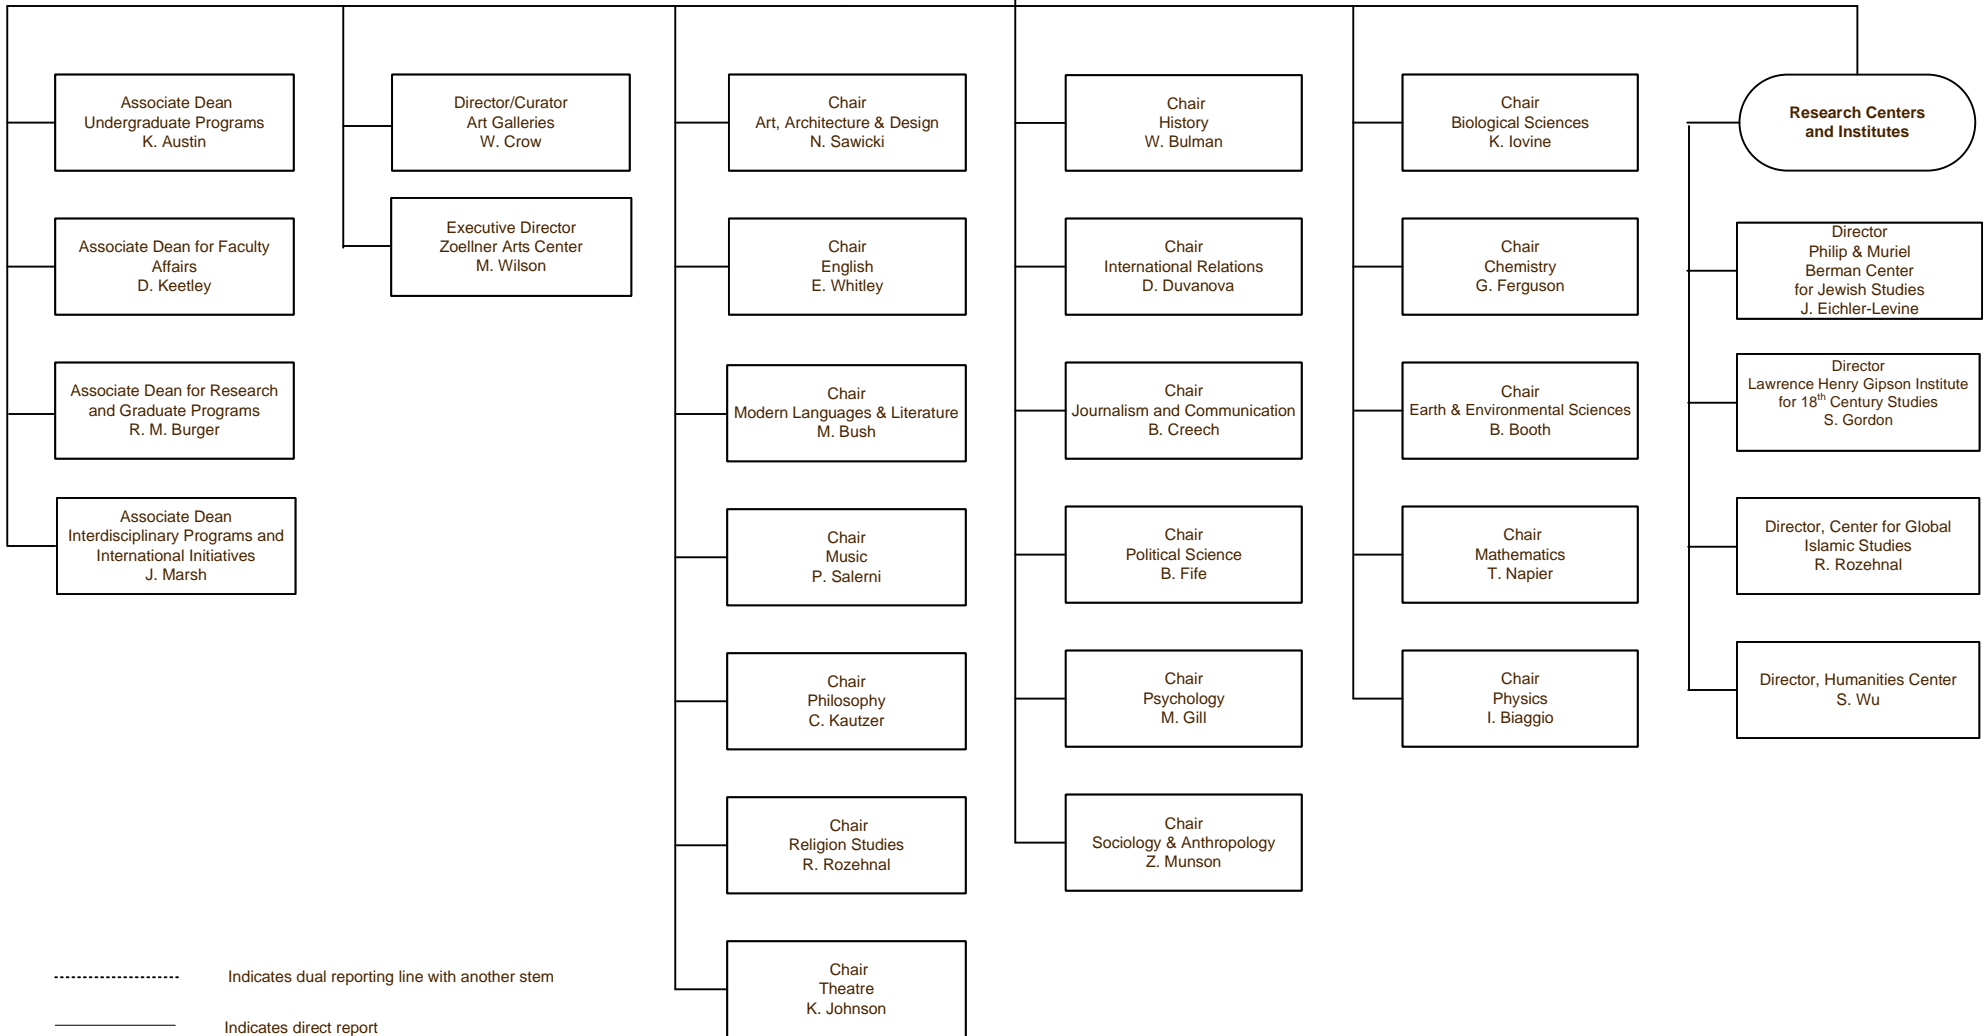 Associate Dean
Undergraduate Programs
K. Austin
Associate Dean for Faculty
Affairs
D. Keetley
Associate Dean for Research
and Graduate Programs
R. M. Burger
Associate Dean
Interdisciplinary Programs and
International Initiatives
J. Marsh
Director/Curator
Art Galleries
W. Crow
Executive Director
Zoellner Arts Center
M. Wilson
Chair
Art, Architecture & Design
N. Sawicki
Chair
English
E. Whitley
Chair
Modern Languages & Literature
M. Bush
Chair
Music
P. Salerni
Chair
Philosophy
C. Kautzer
Chair
Religion Studies
R. Rozehnal
Chair
Theatre
K. Johnson
Chair
History
W. Bulman
Chair
International Relations
D. Duvanova
Chair
Journalism and Communication
B. Creech
Chair
Political Science
B. Fife
Chair
Psychology
M. Gill
Chair
Sociology & Anthropology
Z. Munson
Chair
Biological Sciences
K. Iovine
Chair
Chemistry
G. Ferguson
Chair
Earth & Environmental Sciences
B. Booth
Chair
Mathematics
T. Napier
Chair
Physics
I. Biaggio
Research Centers
and Institutes
Director
Philip & Muriel
Berman Center
for Jewish Studies
J. Eichler-Levine
Director
Lawrence Henry Gipson Institute
for 18th Century Studies
S. Gordon
Director, Center for Global
Islamic Studies
R. Rozehnal
Director, Humanities Center
S. Wu
Indicates dual reporting line with another stem
Indicates direct report